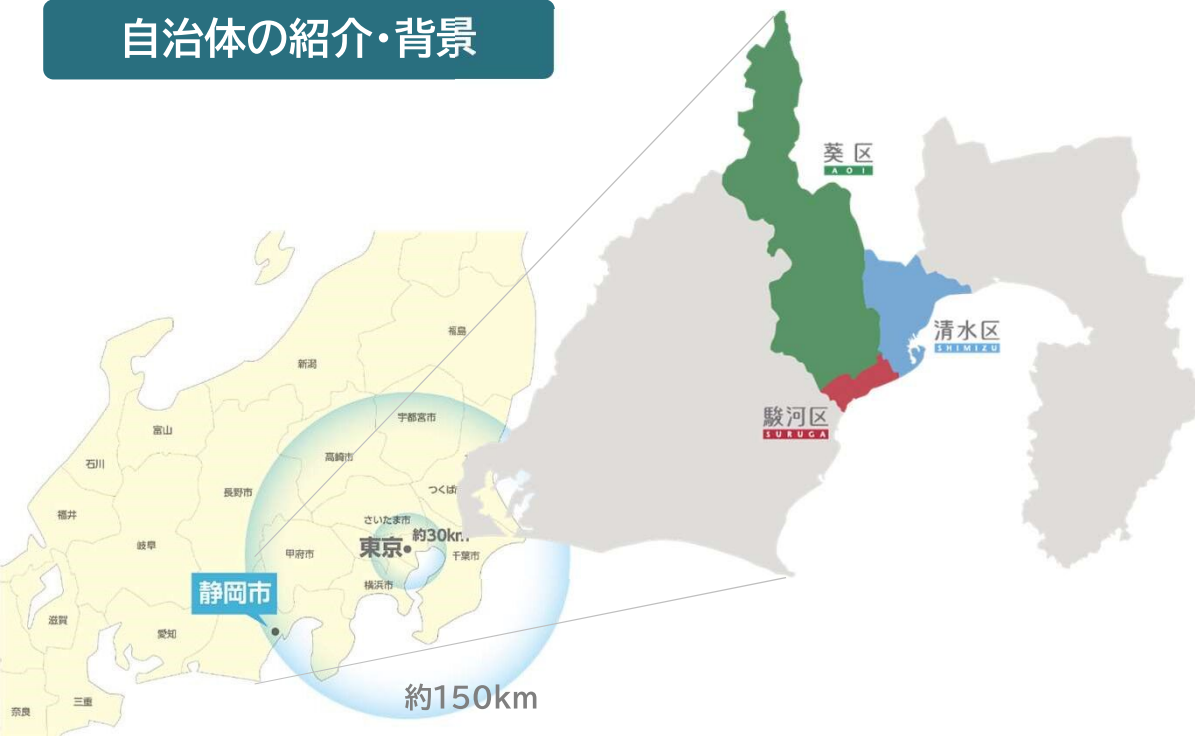 自治体の紹介・背景
葵区
AOI
清水区
SHIMIZU
駿河区
SURUGA
福島
新潟
宇都宮市
富山
高崎市
石川
長野市
つくば
福井
さいたま市
約30km
岐阜
東京
甲府市
千葉市
横浜市
静岡市
滋賀
愛知
約150km
三重
奈良